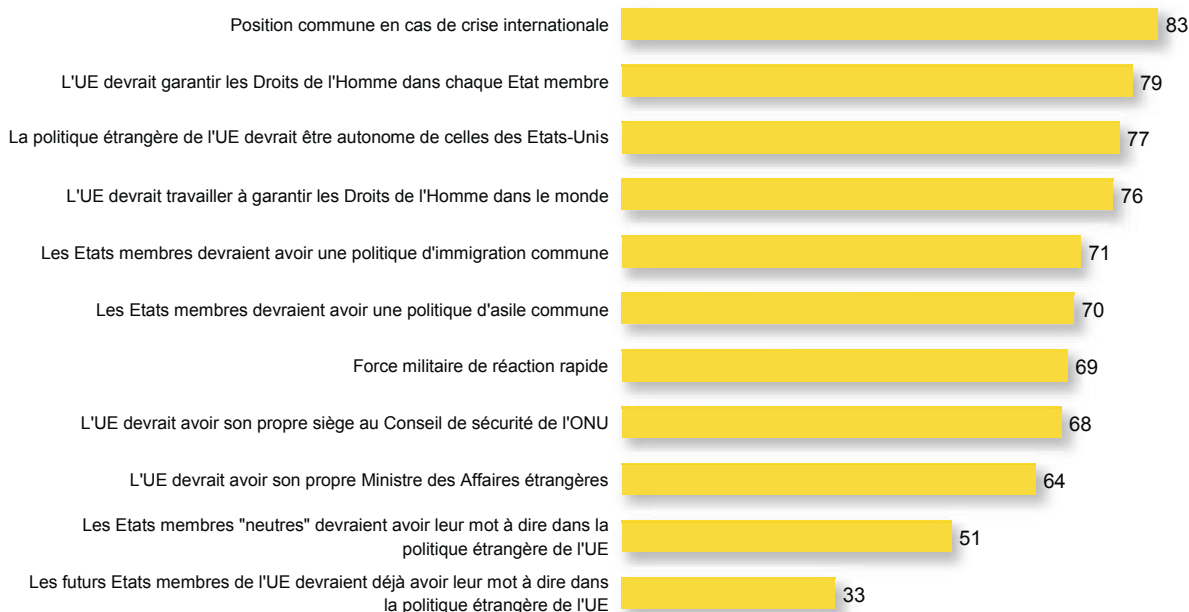 Position commune en cas de crise internationale 83
L'UE devrait garantir les Droits de l'Homme dans chaque Etat membre 79
La politique étrangère de l'UE devrait être autonome de celles des Etats-Unis 77
L'UE devrait travailler à garantir les Droits de l'Homme dans le monde 76
Les Etats membres devraient avoir une politique d'immigration commune 71
Les Etats membres devraient avoir une politique d'asile commune 70
Force militaire de réaction rapide 69
L'UE devrait avoir son propre siège au Conseil de sécurité de l'ONU 68
L'UE devrait avoir son propre Ministre des Affaires étrangères 64
Les Etats membres "neutres" devraient avoir leur mot à dire dans la
politique étrangère de l'UE 51
Les futurs Etats membres de l'UE devraient déjà avoir leur mot à dire dans
la politique étrangère de l'UE 33